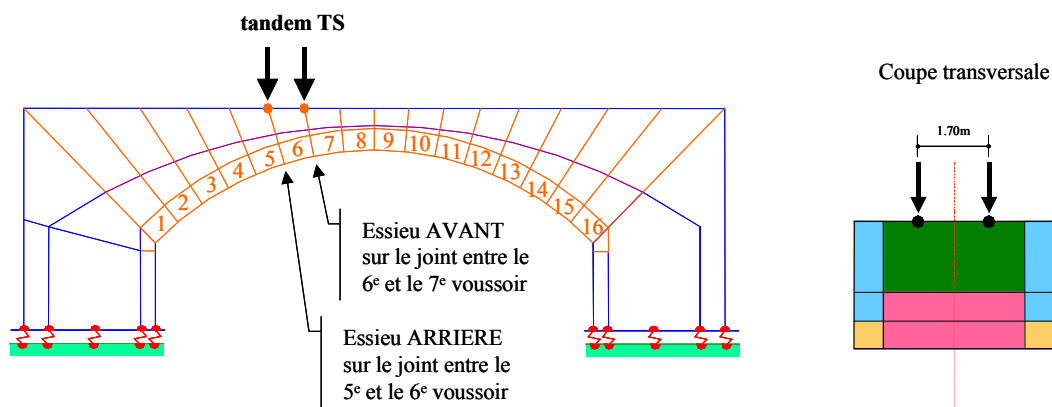 tandem TS
1 2 3 4 5 6 7 8 9 10 11 12 13 14 15 16
Essieu AVANT
sur le joint entre le
6e et le 7e voussoir
Essieu ARRIERE
sur le joint entre le
5e et le 6e voussoir
Coupe transversale
1.70m